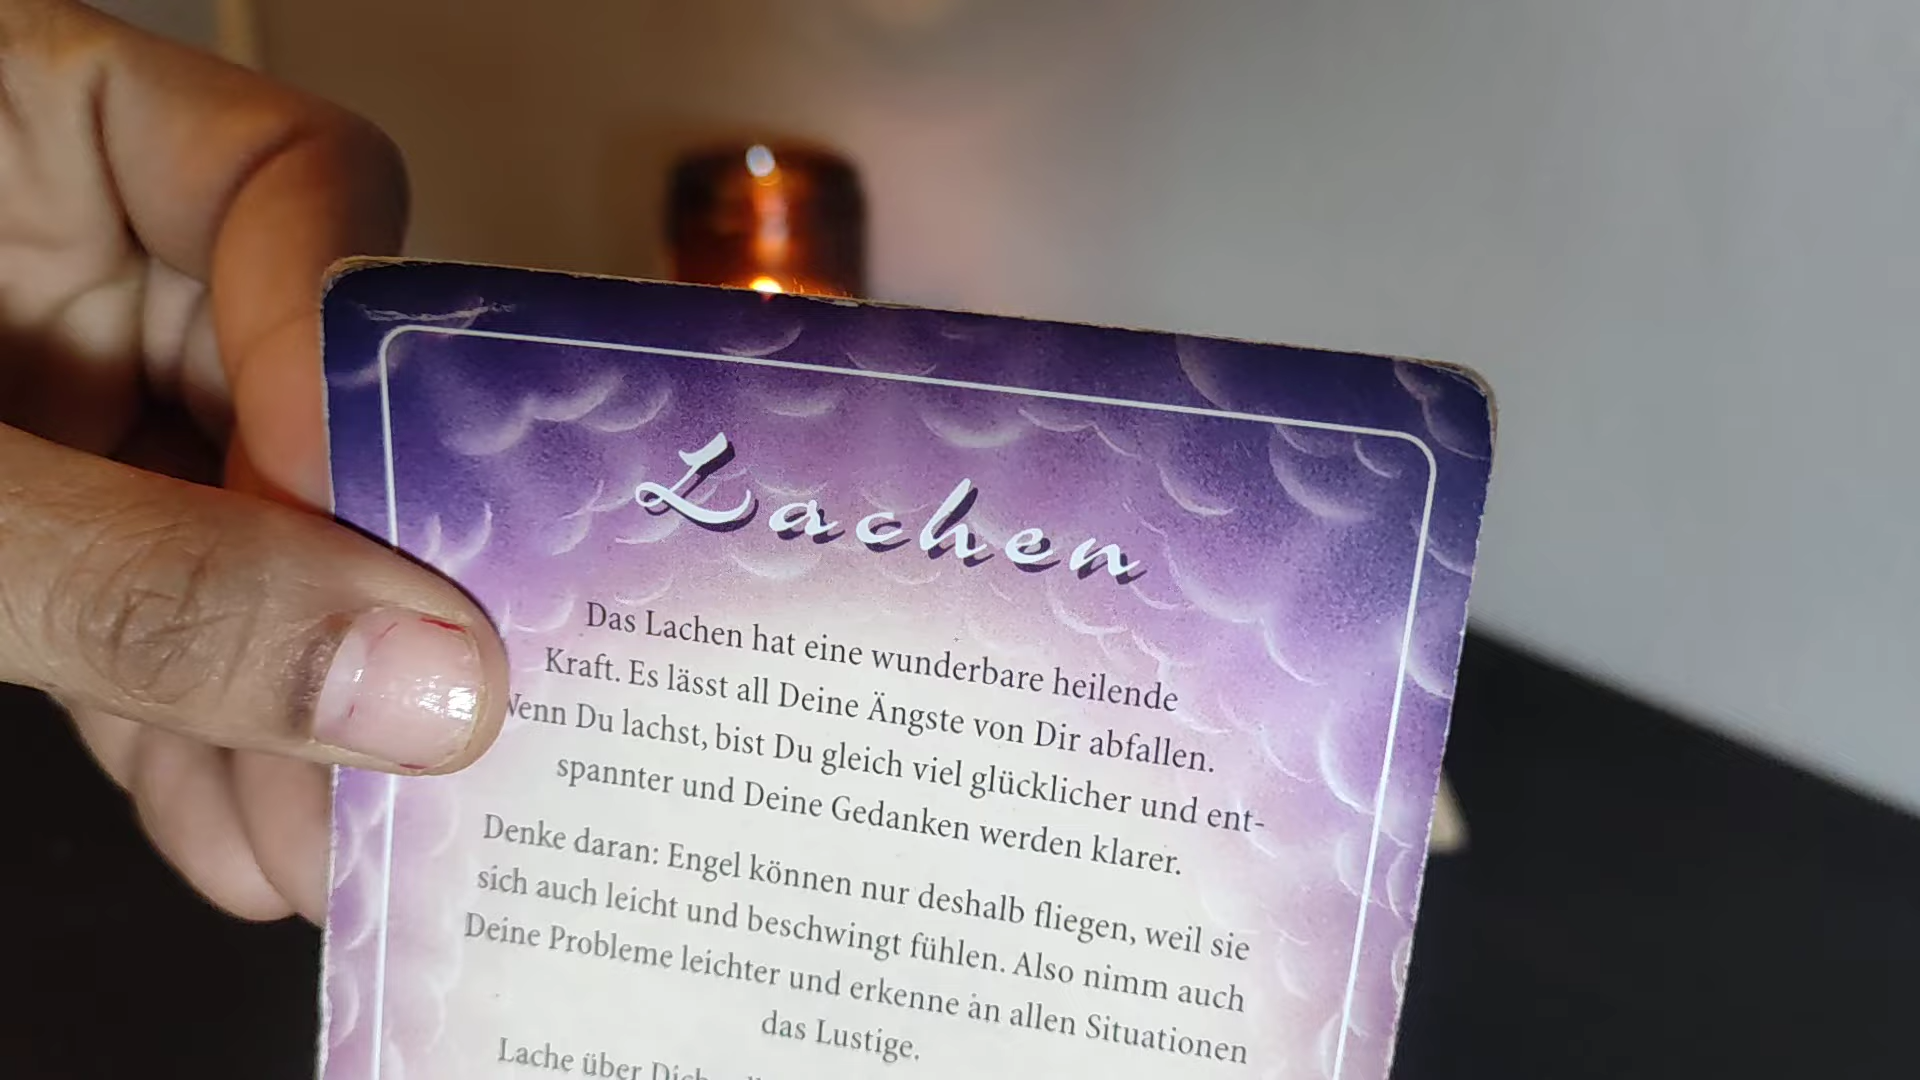 Lachen
Das Lachen hat eine wunderbare heilende
Kraft. Es lässt all Deine Ängste von Dir abfallen.
Wenn Du lachst, bist Du gleich viel glücklicher und ent-
spannter und Deine Gedanken werden klarer.
Denke daran: Engel können nur deshalb fliegen, weil sie
sich auch leicht und beschwingt fühlen. Also nimm auch
Deine Probleme leichter und erkenne an allen Situationen
das Lustige.
Lache über Dich